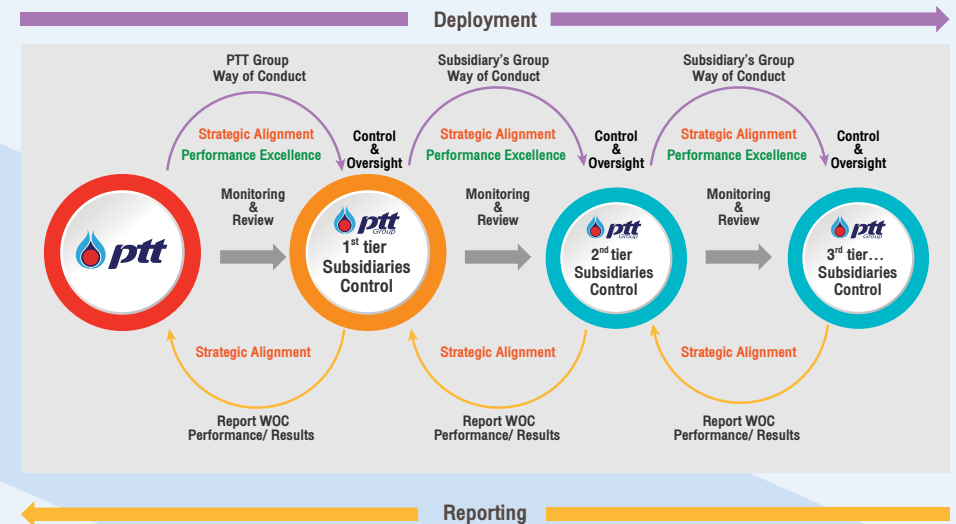 Deployment
PTT Group
Way of Conduct
Subsidiary's Group
Way of Conduct
Subsidiary's Group
Way of Conduct
Strategic Alignment
Performance Excellence
Control
&
Oversight
Strategic Alignment
Performance Excellence
Control
&
Oversight
Strategic Alignment
Performance Excellence
Control
&
Oversight
ptt
Monitoring
&
Review
ptt
Group
1st tier
Subsidiaries
Control
Monitoring
&
Review
ptt
Group
2nd tier
Subsidiaries
Control
Monitoring
&
Review
ptt
Group
3rd tier...
Subsidiaries
Control
Strategic Alignment
Strategic Alignment
Strategic Alignment
Report WOC
Performance/ Results
Report WOC
Performance/ Results
Report WOC
Performance/ Results
Reporting